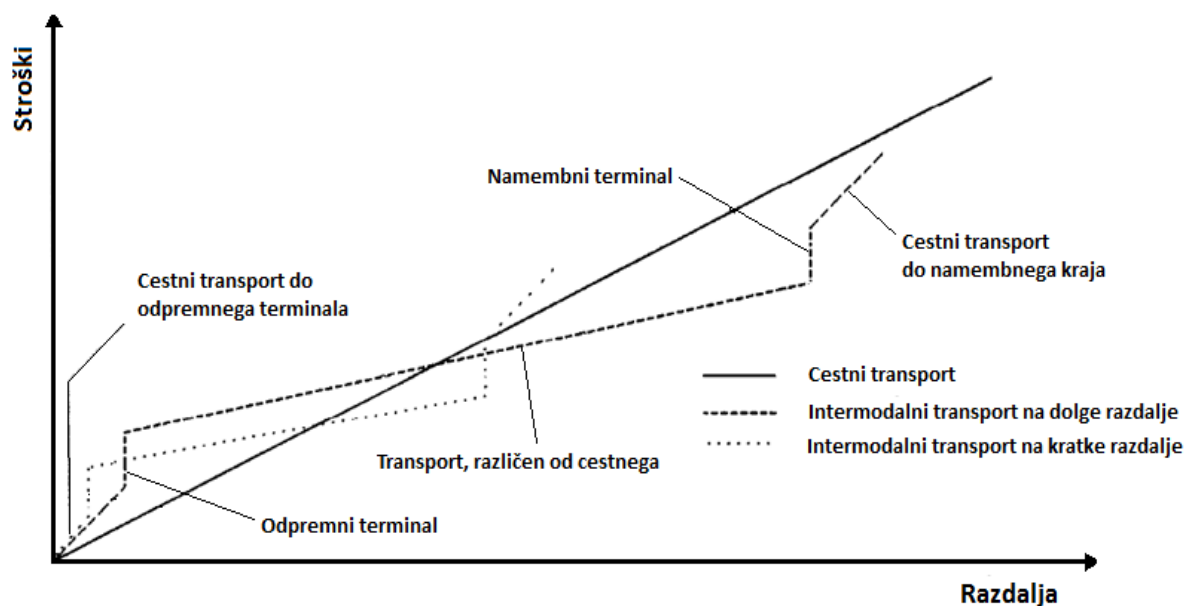 Stroški
Namembni terminal
Cestni transport
do namembnega kraja
Cestni transport do
odpremnega terminala
Cestni transport
Intermodalni transport na dolge razdalje
Intermodalni transport na kratke razdalje
Transport, različen od cestnega
Odpremni terminal
Razdalja